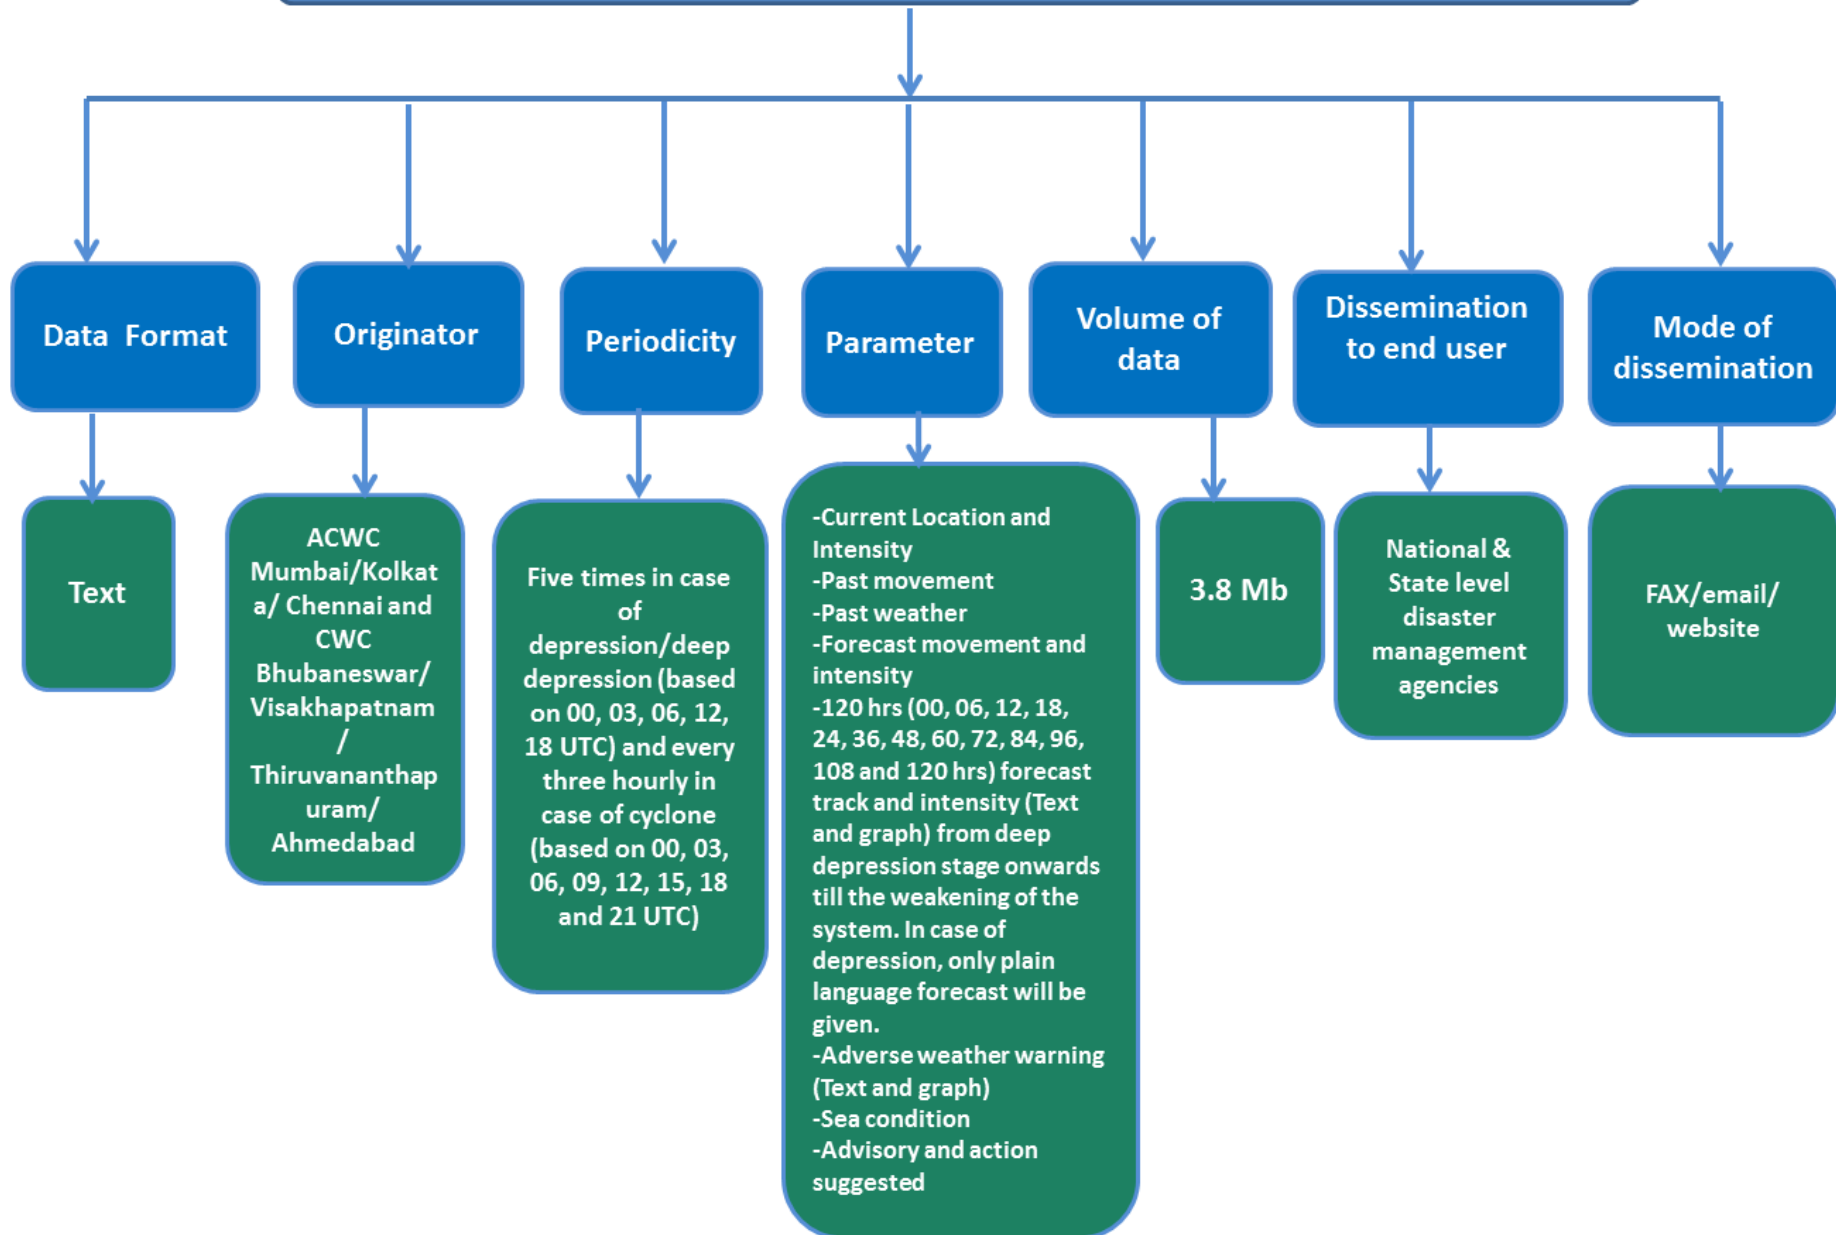 Data  Format
Originator
Periodicity
Parameter
Volume of
data
Dissemination
to end user
Mode of
dissemination
Text
ACWC
Mumbai/Kolkat
a/ Chennai and
CWC
Bhubaneswar/
Visakhapatnam
/
Thiruvananthap
uram/
Ahmedabad
Five times in case
of
depression/deep
depression (based
on 00, 03, 06, 12,
18 UTC) and every
three hourly in
case of cyclone
(based on 00, 03,
06, 09, 12, 15, 18
and 21 UTC)
-Current Location and
Intensity
-Past movement
-Past weather
-Forecast movement and
intensity
-120 hrs (00, 06, 12, 18,
24, 36, 48, 60, 72, 84, 96,
108 and 120 hrs) forecast
track and intensity (Text
and graph) from deep
depression stage onwards
till the weakening of the
system. In case of
depression, only plain
language forecast will be
given.
-Adverse weather warning
(Text and graph)
-Sea condition
-Advisory and action
suggested
3.8 Mb
National &
State level
disaster
management
agencies
FAX/email/
website